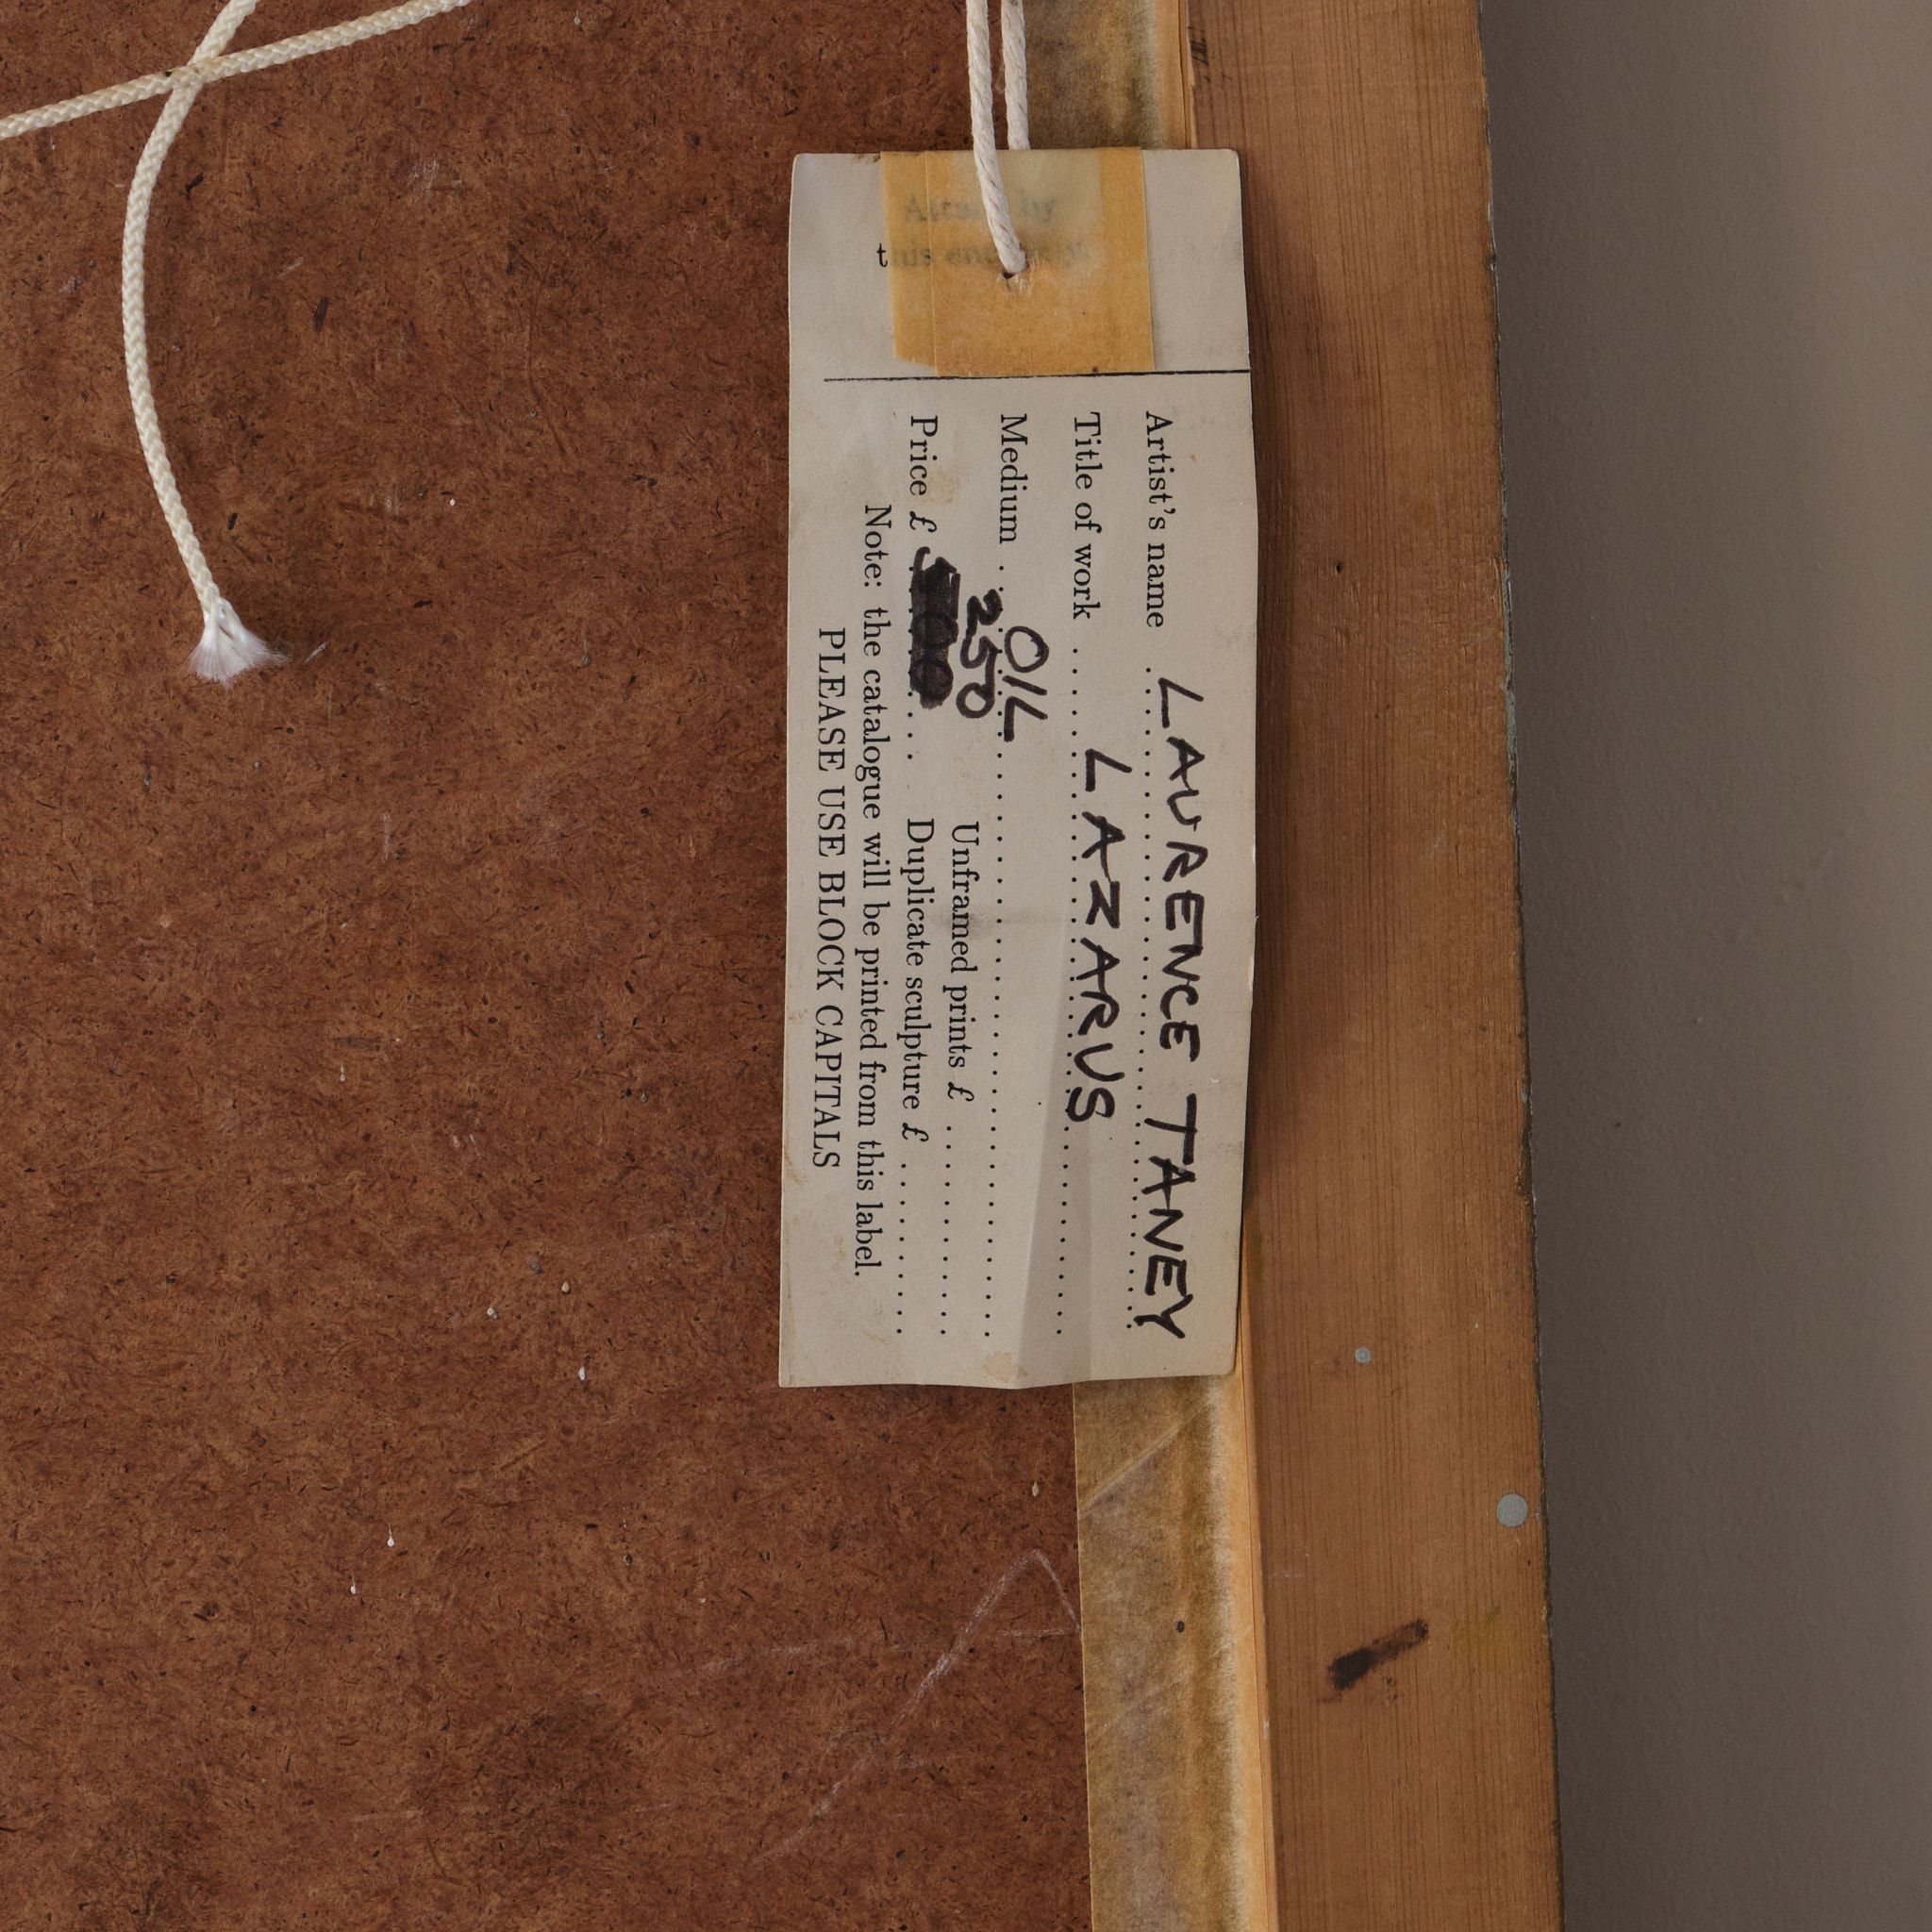 this
Artist's name LAURENCE TANEY
Title of work LAZARUS
Medium OIL
250
Unframed prints £
Price £ Duplicate sculpture £
Note: the catalogue will be printed from this label.
PLEASE USE BLOCK CAPITALS